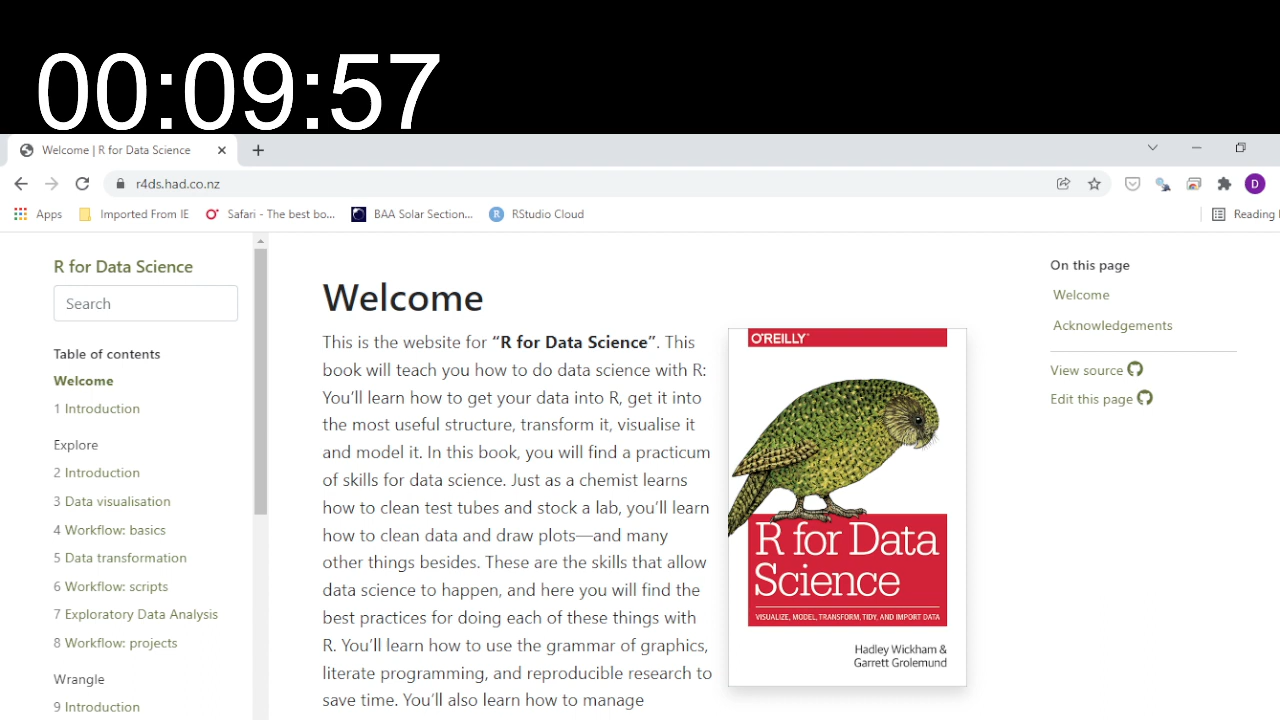 00:09:57
Welcome | R for Data Science
r4ds.had.co.nz
Apps
Imported From IE
Safari - The best bo...
BAA Solar Section...
RStudio Cloud
Reading
D
R for Data Science
Search
Table of contents
Welcome
1 Introduction
Explore
2 Introduction
3 Data visualisation
4 Workflow: basics
5 Data transformation
6 Workflow: scripts
7 Exploratory Data Analysis
8 Workflow: projects
Wrangle
9 Introduction
Welcome
This is the website for “R for Data Science”. This
book will teach you how to do data science with R:
You’ll learn how to get your data into R, get it into
the most useful structure, transform it, visualise it
and model it. In this book, you will find a practicum
of skills for data science. Just as a chemist learns
how to clean test tubes and stock a lab, you’ll learn
how to clean data and draw plots—and many
other things besides. These are the skills that allow
data science to happen, and here you will find the
best practices for doing each of these things with
R. You’ll learn how to use the grammar of graphics,
literate programming, and reproducible research to
save time. You’ll also learn how to manage
O'REILLY
R for Data
Science
VISUALIZE, MODEL, TRANSFORM, TIDY, AND IMPORT DATA
Hadley Wickham &
Garrett Grolemund
On this page
Welcome
Acknowledgements
View source
Edit this page